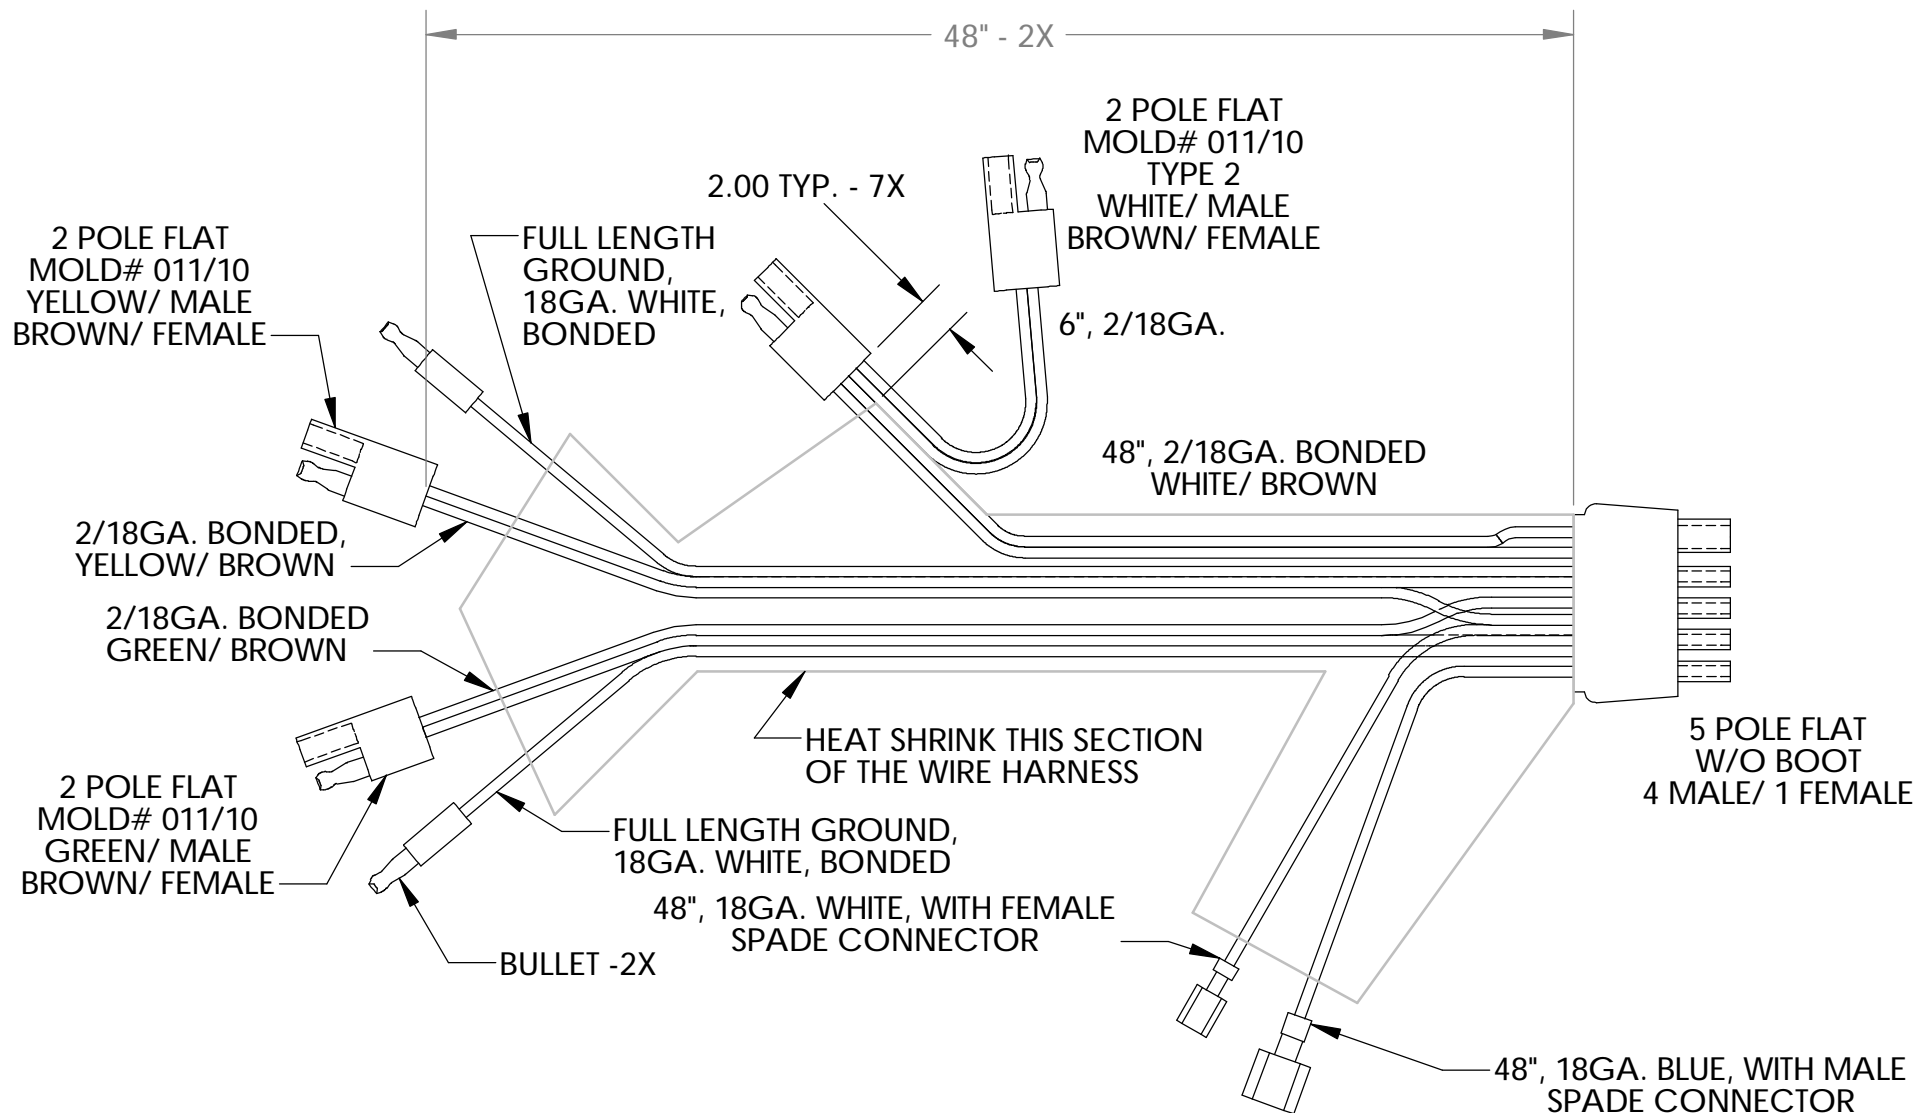 48" - 2X
2 POLE FLAT
MOLD# 011/10
TYPE 2
WHITE/ MALE
BROWN/ FEMALE
2.00 TYP. - 7X
2 POLE FLAT
MOLD# 011/10
YELLOW/ MALE
BROWN/ FEMALE
FULL LENGTH
GROUND,
18GA. WHITE,
BONDED
6", 2/18GA.
48", 2/18GA. BONDED
WHITE/ BROWN
2/18GA. BONDED,
YELLOW/ BROWN
2/18GA. BONDED
GREEN/ BROWN
HEAT SHRINK THIS SECTION
OF THE WIRE HARNESS
5 POLE FLAT
W/O BOOT
4 MALE/ 1 FEMALE
2 POLE FLAT
MOLD# 011/10
GREEN/ MALE
BROWN/ FEMALE
FULL LENGTH GROUND,
18GA. WHITE, BONDED
48", 18GA. WHITE, WITH FEMALE
SPADE CONNECTOR
BULLET -2X
48", 18GA. BLUE, WITH MALE
SPADE CONNECTOR